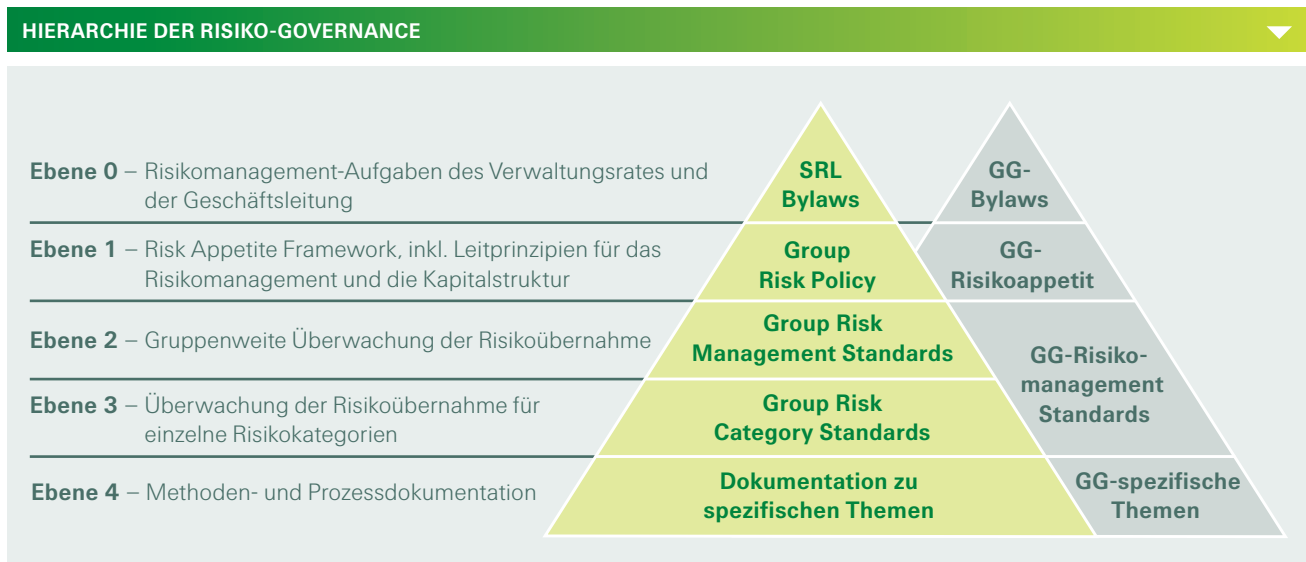 HIERARCHIE DER RISIKO-GOVERNANCE
Ebene 0 – Risikomanagement-Aufgaben des Verwaltungsrates und
der Geschäftsleitung
SRL
Bylaws
GG-
Bylaws
Ebene 1 – Risk Appetite Framework, inkl. Leitprinzipien für das
Risikomanagement und die Kapitalstruktur
Group
Risk Policy
GG-
Risikoappetit
Ebene 2 – Gruppenweite Überwachung der Risikoübernahme
Group Risk
Management Standards
GG-Risiko-
management
Standards
Ebene 3 – Überwachung der Risikoübernahme für
einzelne Risikokategorien
Group Risk
Category Standards
Ebene 4 – Methoden- und Prozessdokumentation
Dokumentation zu
spezifischen Themen
GG-spezifische
Themen